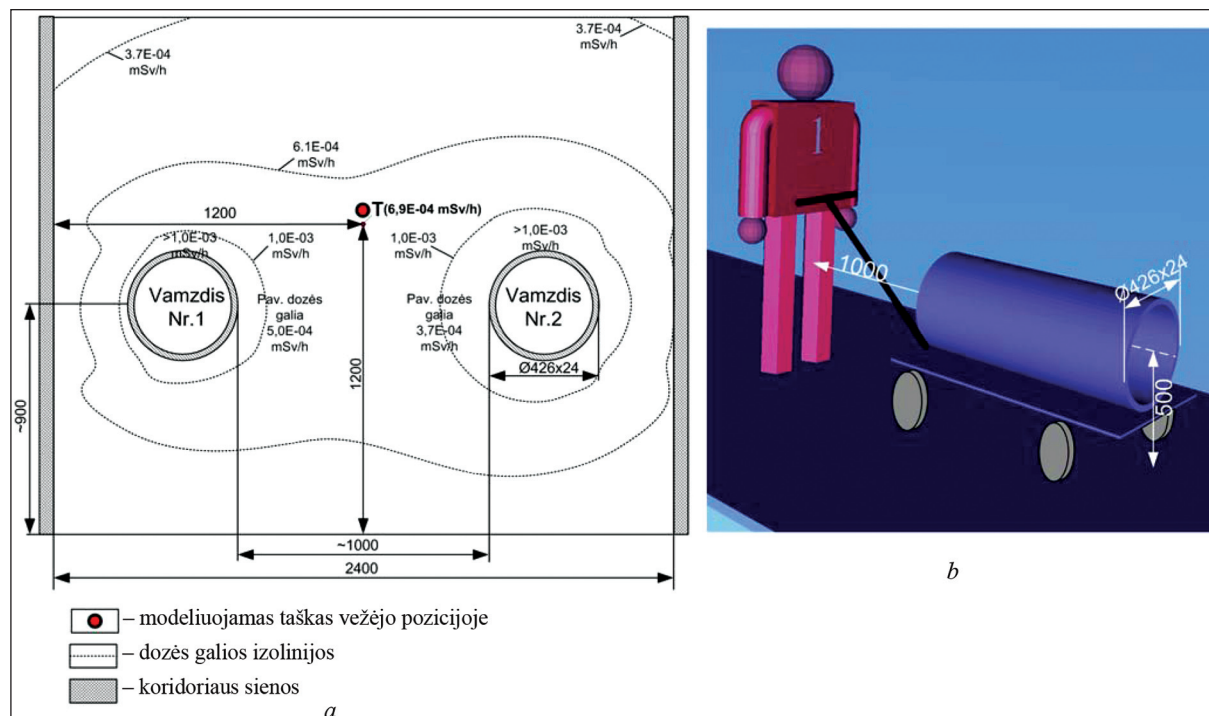 3.7E-04
mSv/h
3.7E-04
mSv/h
6.1E-04
mSv/h
T(6,9E-04 mSv/h)
1200
>1,0E-03
mSv/h
1,0E-03
mSv/h
1,0E-03
mSv/h
>1,0E-03
mSv/h
Vamzdis
Nr.1
Pav. dozės
galia
5,0E-04
mSv/h
Pav. dozės
galia
3,7E-04
mSv/h
Vamzdis
Nr.2
Ø426x24
1200
~900
~1000
2400
– modeliuojamas taškas vežėjo pozicijoje
– dozės galios izolinijos
– koridoriaus sienos
a
1
1000
Ø426x24
500
b